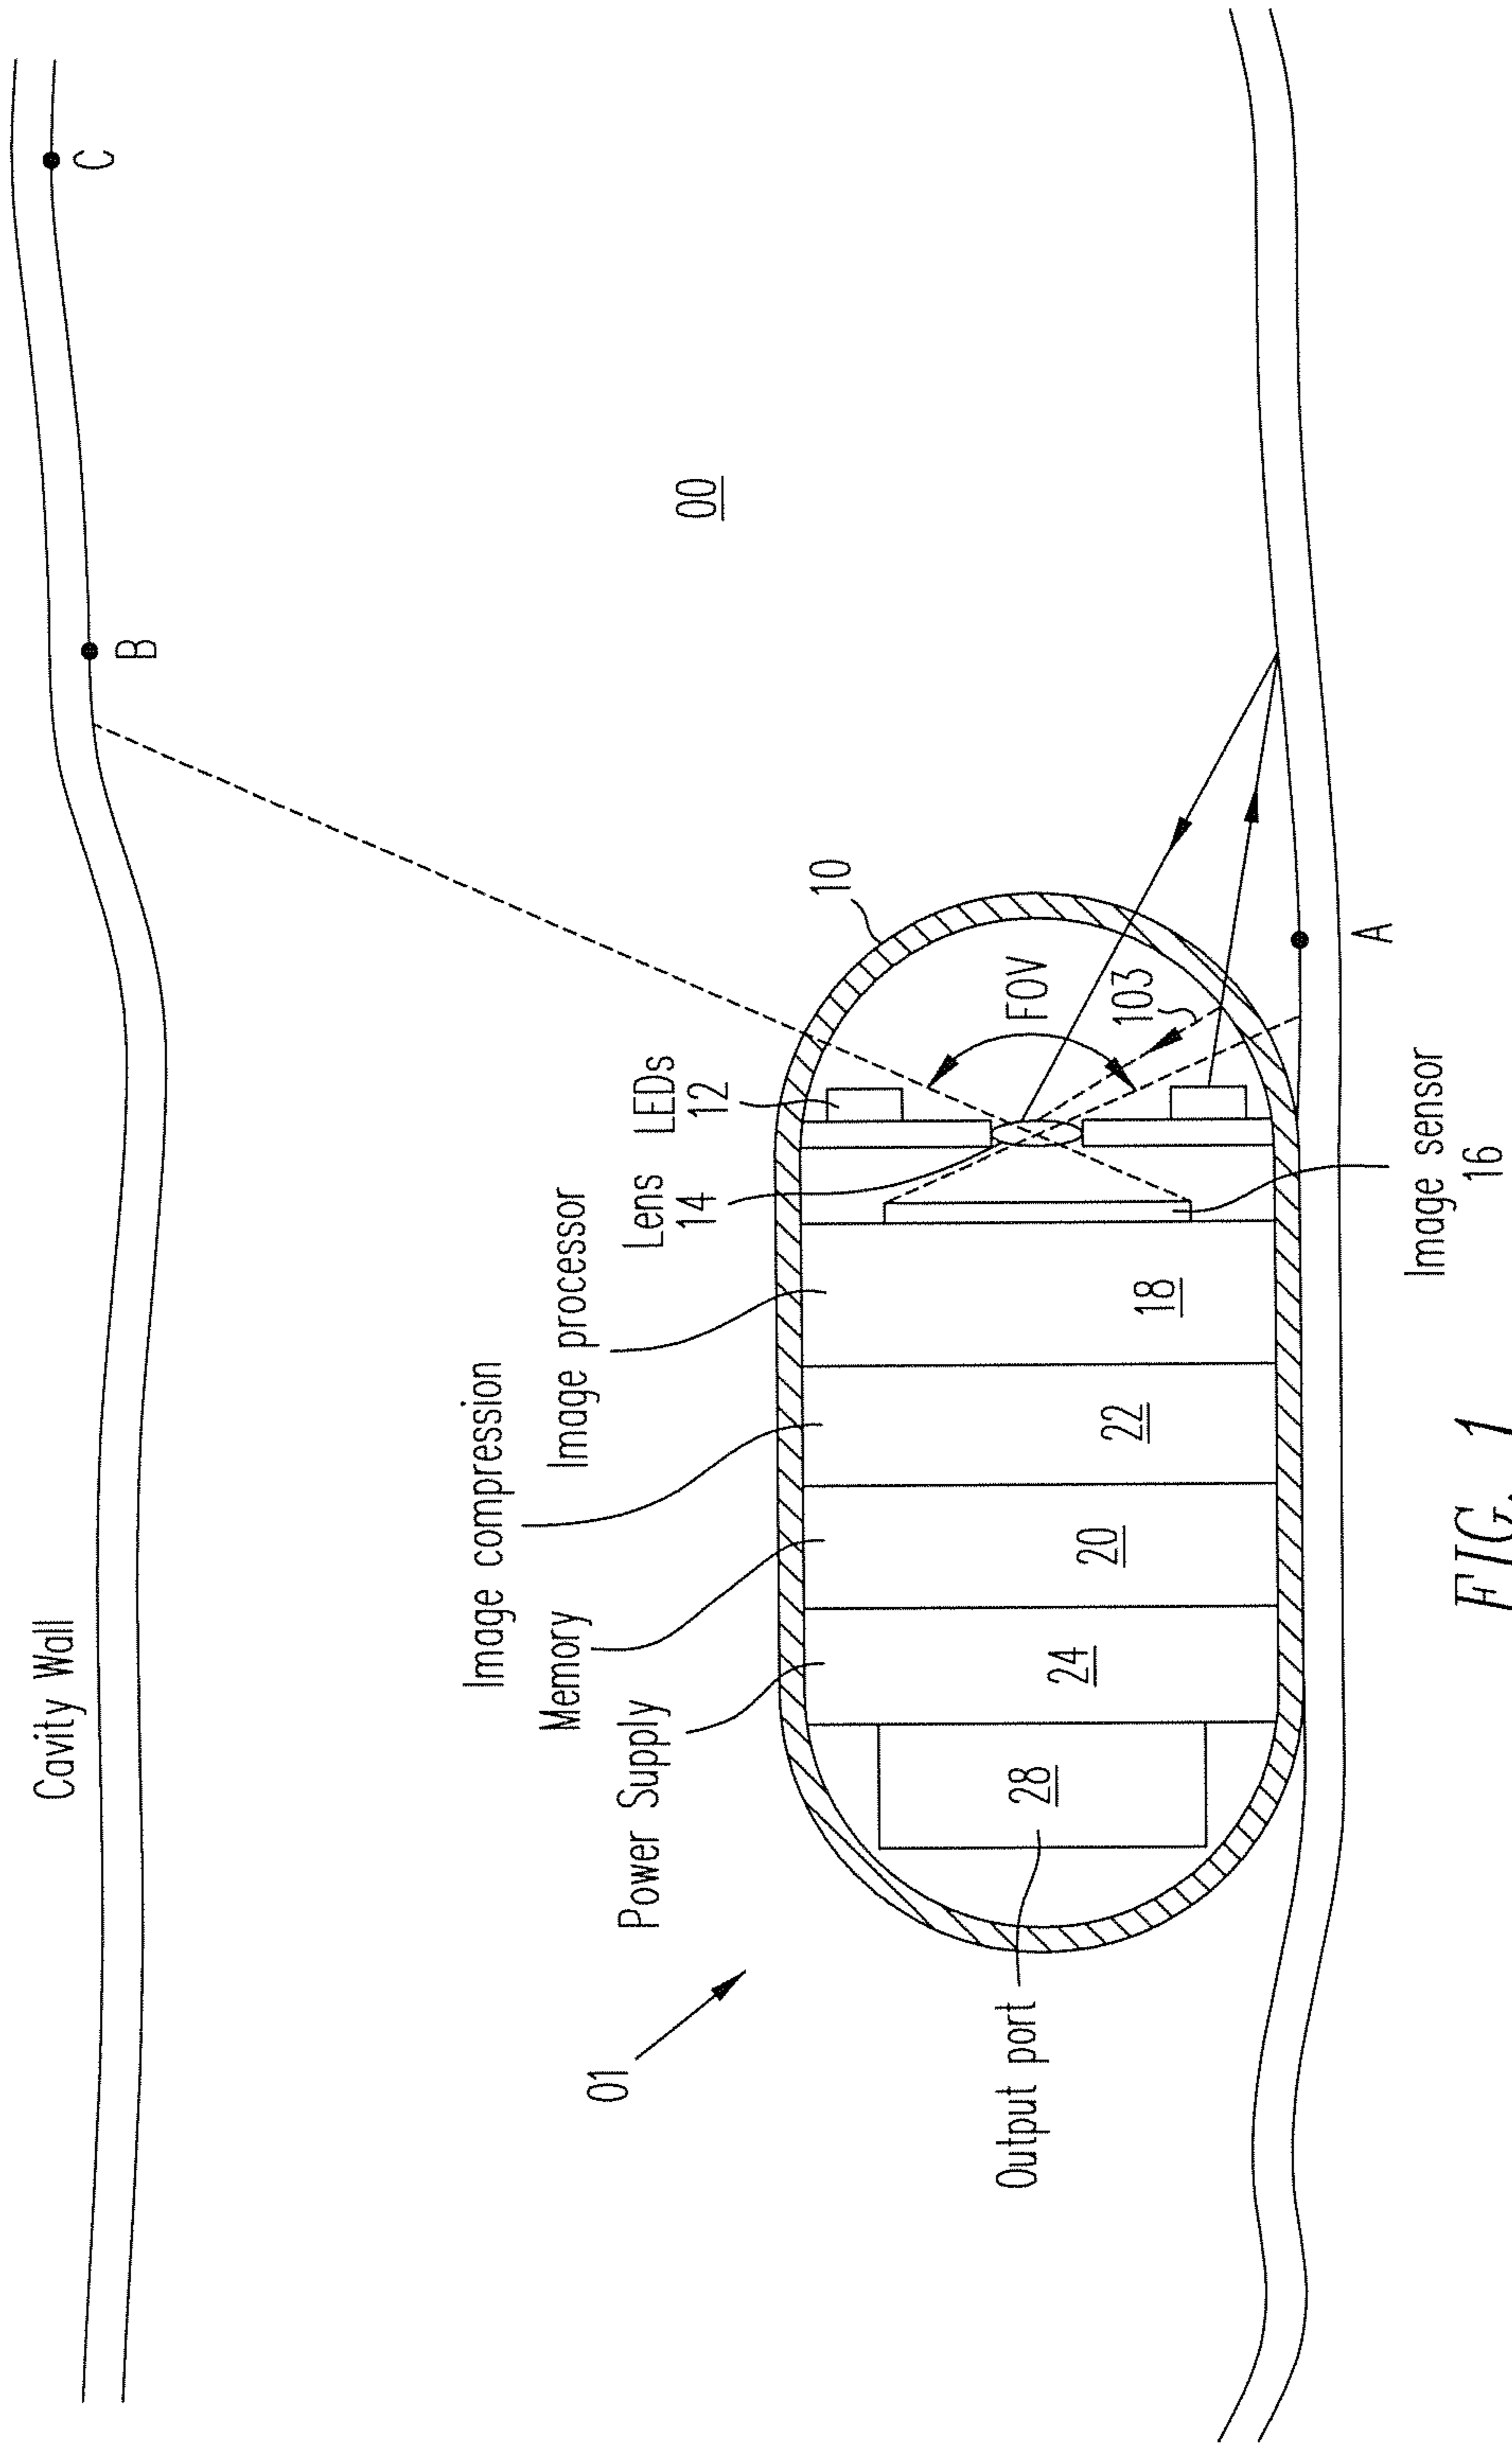 Cavity Wall
B
C
00
Image compression
Memory
Image processor
Power Supply
Lens
14
LEDs
12
01
10
FOV
103
28
24
20
22
18
Output port
A
Image sensor
16
FIG. 1